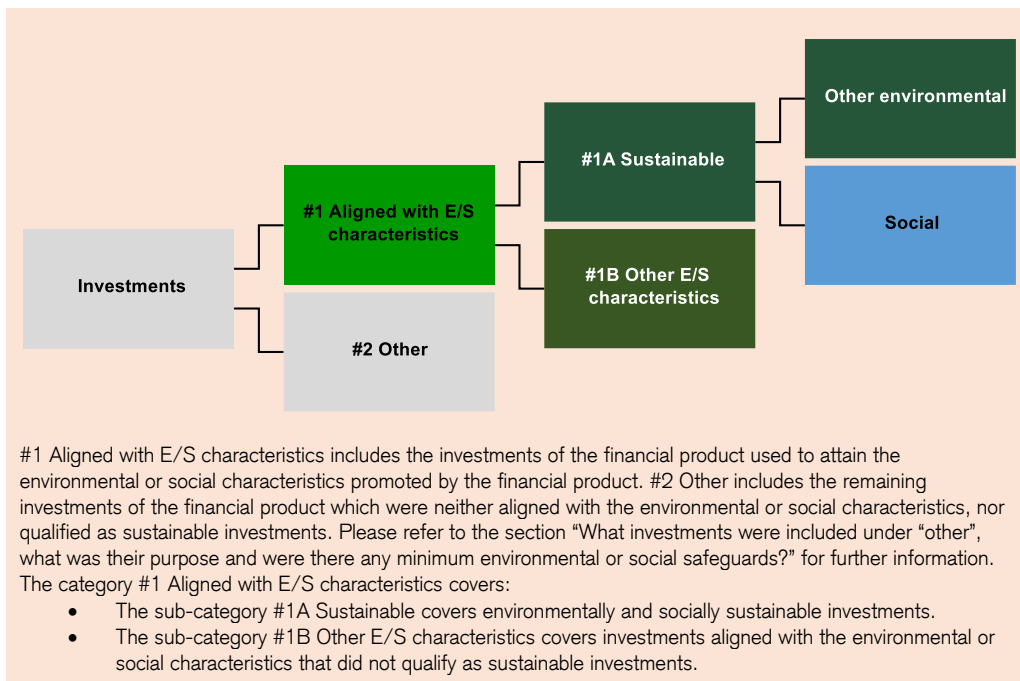 Other environmental
#1A Sustainable
#1 Aligned with E/S
characteristics
Social
#1B Other E/S
characteristics
Investments
#2 Other
#1 Aligned with E/S characteristics includes the investments of the financial product used to attain the
environmental or social characteristics promoted by the financial product. #2 Other includes the remaining
investments of the financial product which were neither aligned with the environmental or social characteristics, nor
qualified as sustainable investments. Please refer to the section “What investments were included under “other”,
what was their purpose and were there any minimum environmental or social safeguards?” for further information.
The category #1 Aligned with E/S characteristics covers:
• The sub-category #1A Sustainable covers environmentally and socially sustainable investments.
• The sub-category #1B Other E/S characteristics covers investments aligned with the environmental or
social characteristics that did not qualify as sustainable investments.